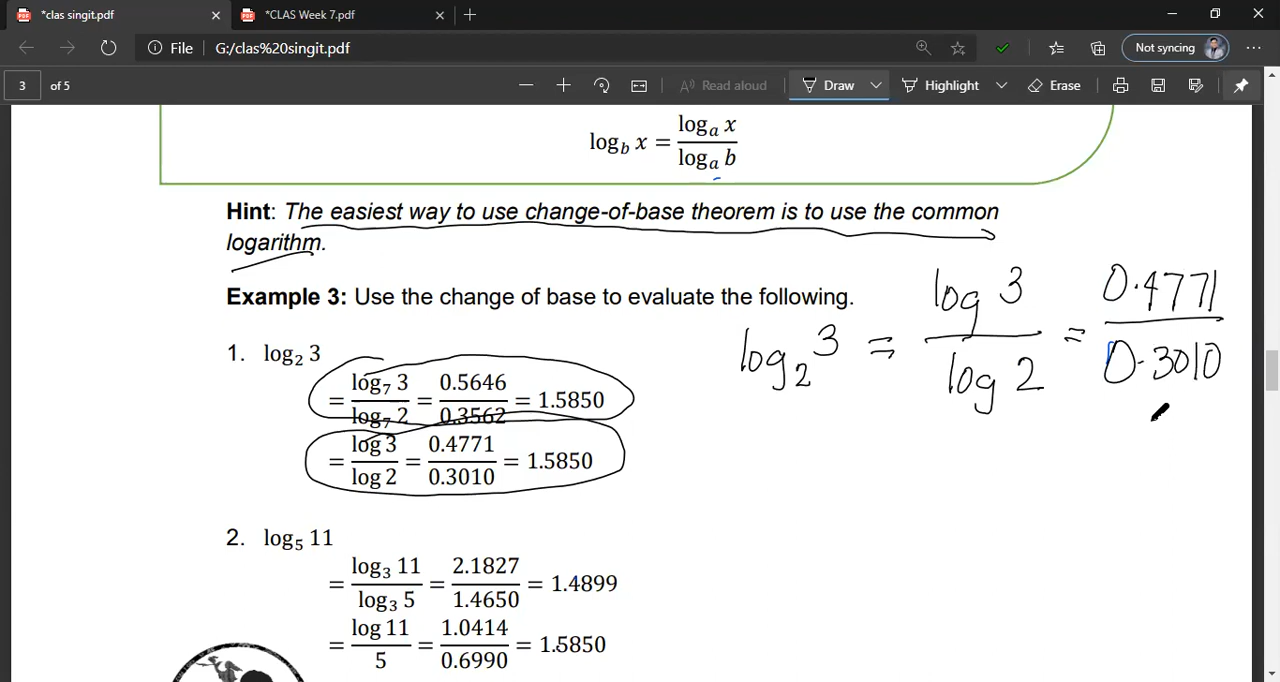 *clas singit.pdf
*CLAS Week 7.pdf
File G:/clas%20singit.pdf Not syncing
3 of 5 Read aloud Draw Highlight Erase
log_b x = log_a x / log_a b
Hint: The easiest way to use change-of-base theorem is to use the common
logarithm.
Example 3: Use the change of base to evaluate the following.
log_2 3 = log 3 / log 2 = 0.4771 / 0.3010
1. log_2 3
= log_7 3 / log_7 2 = 0.5646 / 0.3562 = 1.5850
= log 3 / log 2 = 0.4771 / 0.3010 = 1.5850
2. log_5 11
= log_3 11 / log_3 5 = 2.1827 / 1.4650 = 1.4899
= log 11 / 5 = 1.0414 / 0.6990 = 1.5850